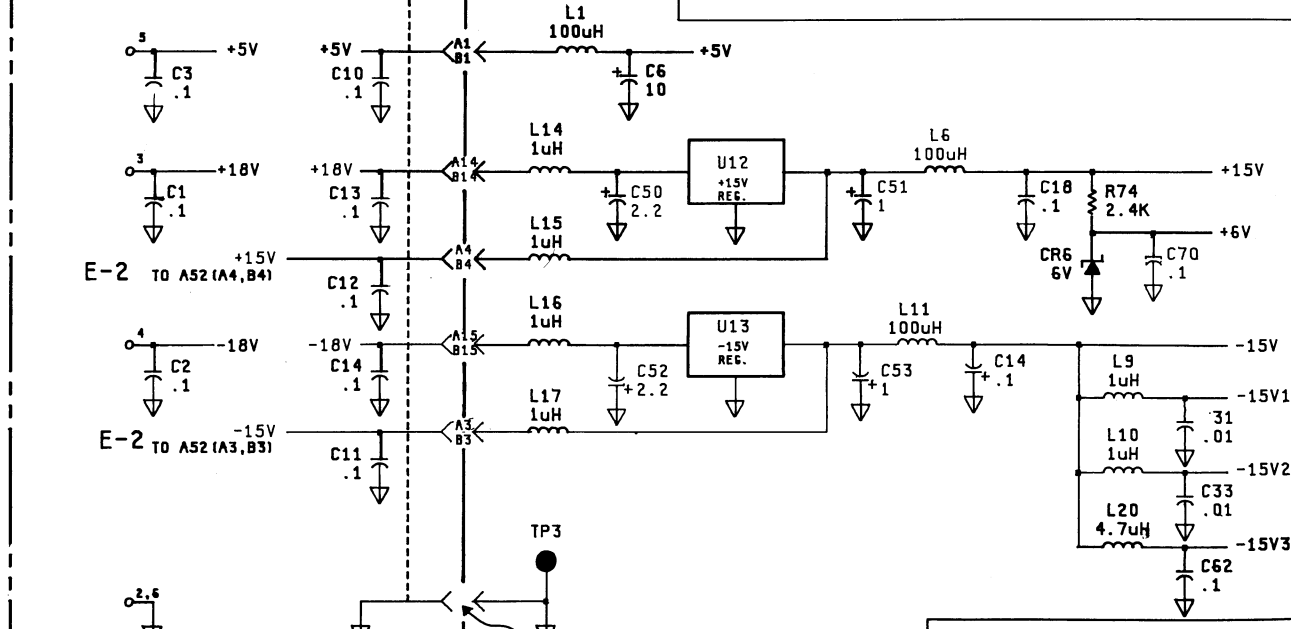 L1
100uH
5
+5V
+5V
A1
B1
+5V
C3
.1
C10
.1
+
C6
10
L14
1uH
L6
100uH
3
+18V
+18V
A14
B14
U12
+15V
REG.
+15V
C1
.1
C13
.1
+
C50
2.2
+
C51
1
C18
.1
R74
2.4K
L15
1uH
+6V
+15V
A4
B4
E-2 TO A52(A4,B4)
C12
.1
CR6
6V
C70
.1
L16
1uH
L11
100uH
4
-18V
-18V
A15
B15
U13
-15V
REG.
-15V
C2
.1
C14
.1
C52
+2.2
C53
+1
C14
+.1
L9
1uH
-15V1
L17
1uH
31
.01
-15V
A3
B3
E-2 TO A52(A3,B3)
C11
.1
L10
1uH
-15V2
C33
.01
L20
4.7uH
-15V3
C62
.1
TP3
2,6